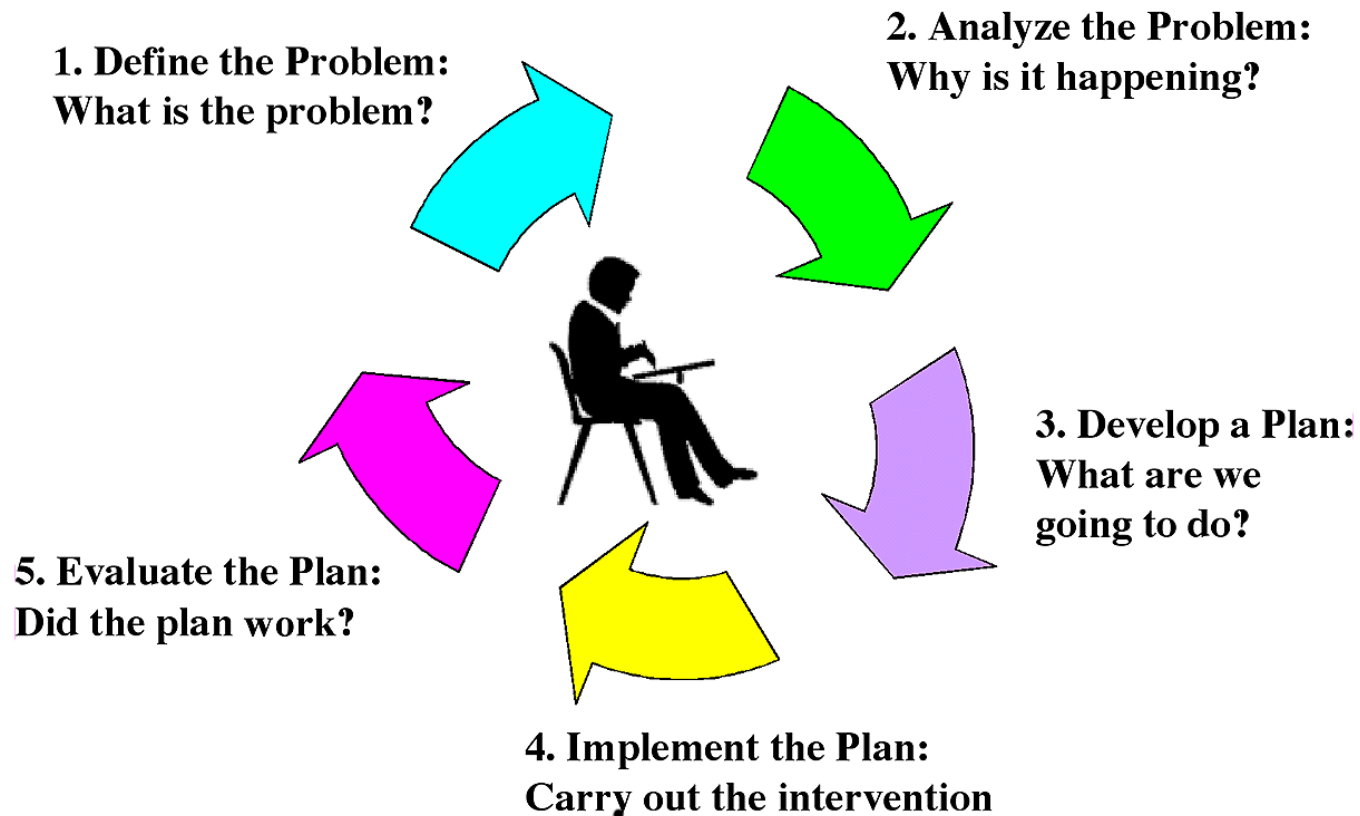 1. Define the Problem:
What is the problem?
2. Analyze the Problem:
Why is it happening?
3. Develop a Plan:
What are we
going to do?
4. Implement the Plan:
Carry out the intervention
5. Evaluate the Plan:
Did the plan work?